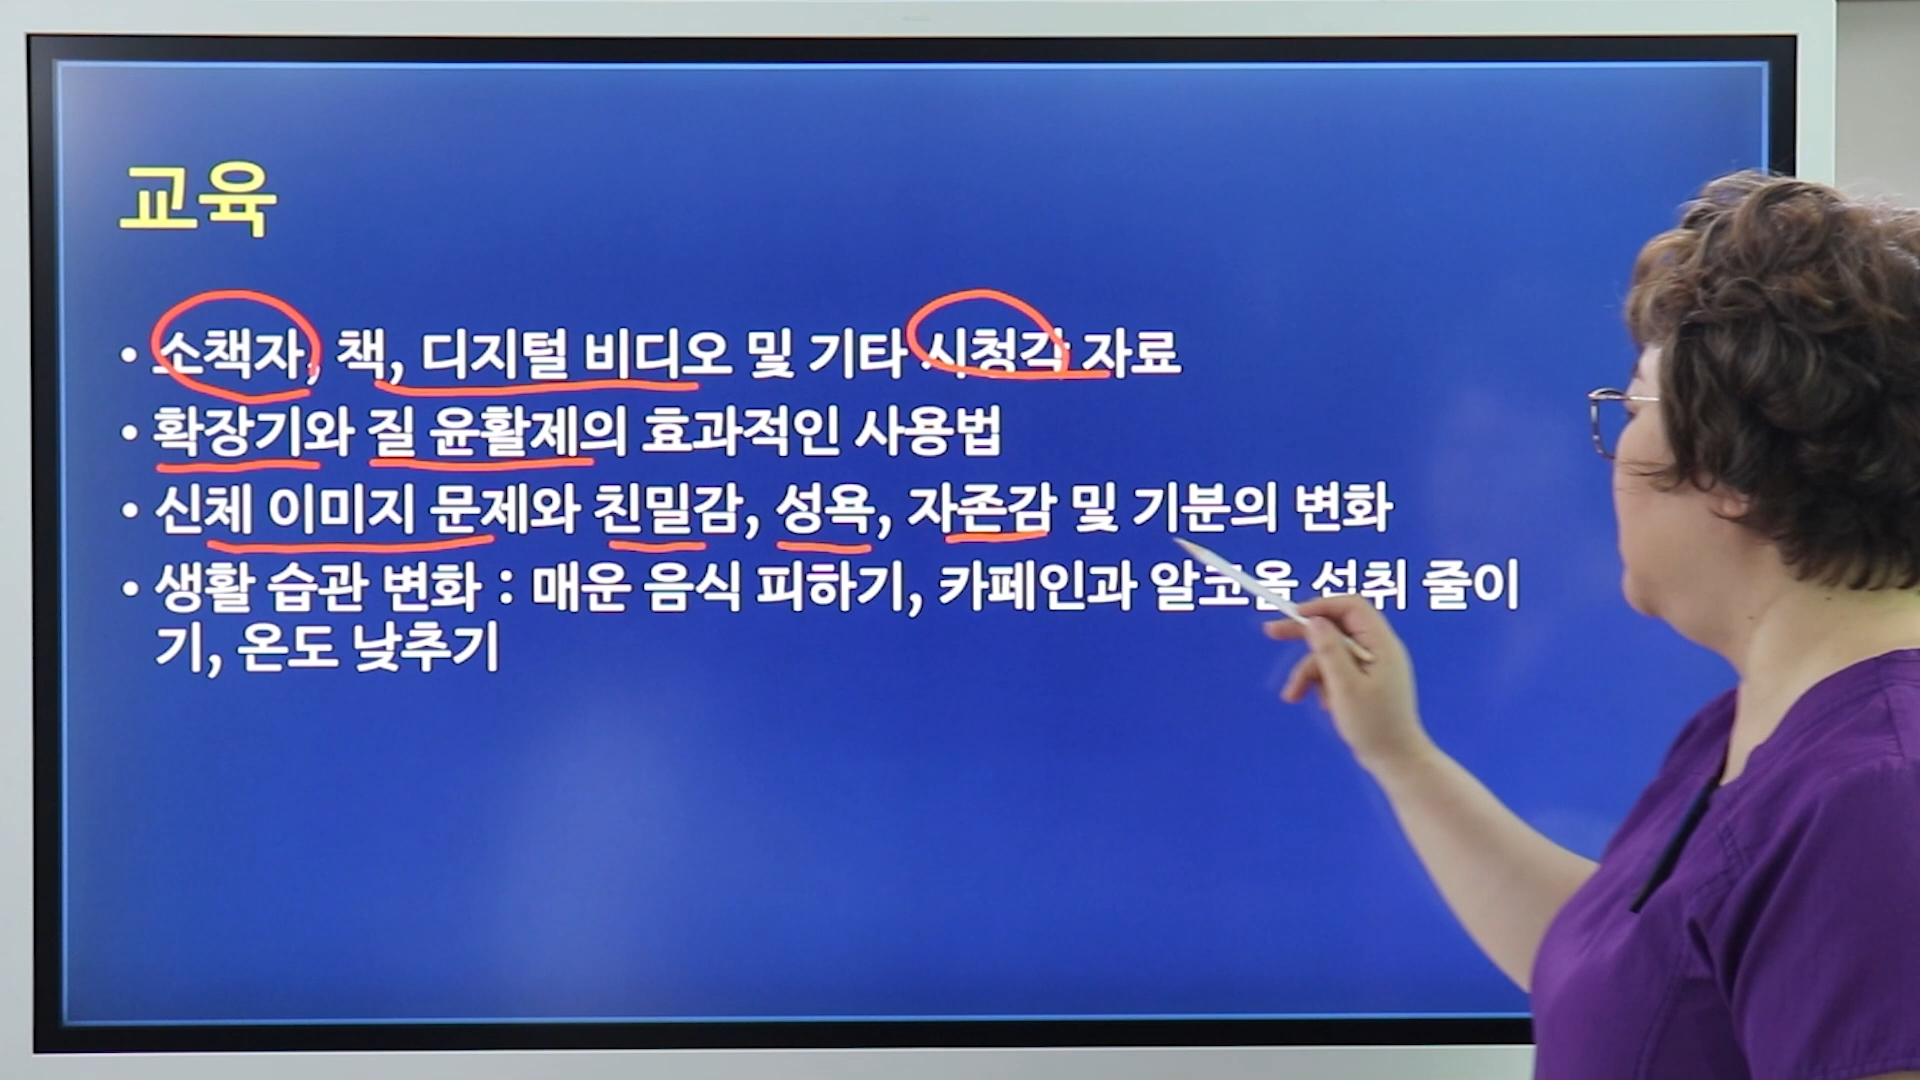 교육
• 소책자, 책, 디지털 비디오 및 기타 시청각 자료
• 확장기와 질 윤활제의 효과적인 사용법
• 신체 이미지 문제와 친밀감, 성욕, 자존감 및 기분의 변화
• 생활 습관 변화 : 매운 음식 피하기, 카페인과 알코올 섭취 줄이
기, 온도 낮추기